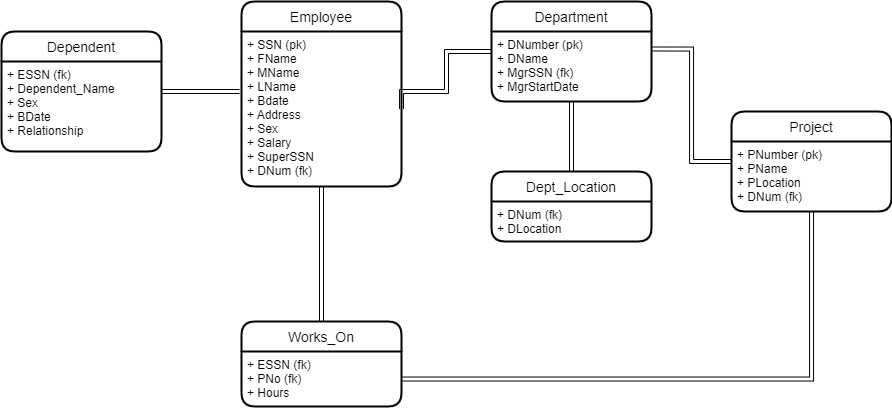 Dependent
+ ESSN (fk)
+ Dependent_Name
+ Sex
+ BDate
+ Relationship
Employee
+ SSN (pk)
+ FName
+ MName
+ LName
+ Bdate
+ Address
+ Sex
+ Salary
+ SuperSSN
+ DNum (fk)
Department
+ DNumber (pk)
+ DName
+ MgrSSN (fk)
+ MgrStartDate
Dept_Location
+ DNum (fk)
+ DLocation
Project
+ PNumber (pk)
+ PName
+ PLocation
+ DNum (fk)
Works_On
+ ESSN (fk)
+ PNo (fk)
+ Hours